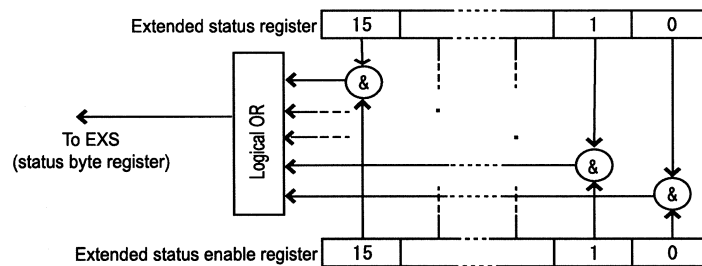 Extended status register 15 1 0
&
Logical OR
To EXS
(status byte register)
&
&
Extended status enable register 15 1 0